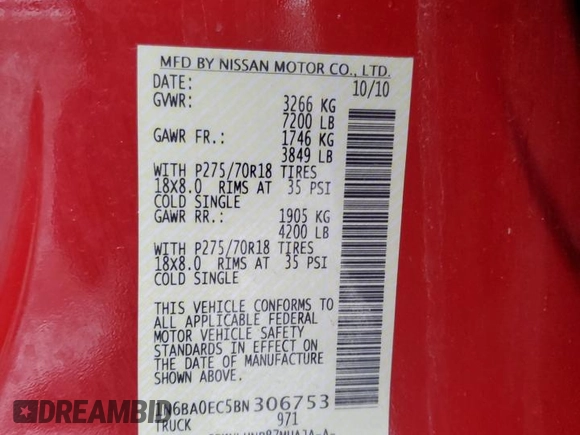 MFD BY NISSAN MOTOR CO., LTD.
DATE: 10/10
GVWR: 3266 KG
7200 LB
GAWR FR.: 1746 KG
3849 LB
WITH P275/70R18 TIRES
18X8.0 RIMS AT 35 PSI
COLD SINGLE
GAWR RR.: 1905 KG
4200 LB
WITH P275/70R18 TIRES
18X8.0 RIMS AT 35 PSI
COLD SINGLE
THIS VEHICLE CONFORMS TO
ALL APPLICABLE FEDERAL
MOTOR VEHICLE SAFETY
STANDARDS IN EFFECT ON
THE DATE OF MANUFACTURE
SHOWN ABOVE.
1N6BA0EC5BN306753
TRUCK 971
DREAMBID.com